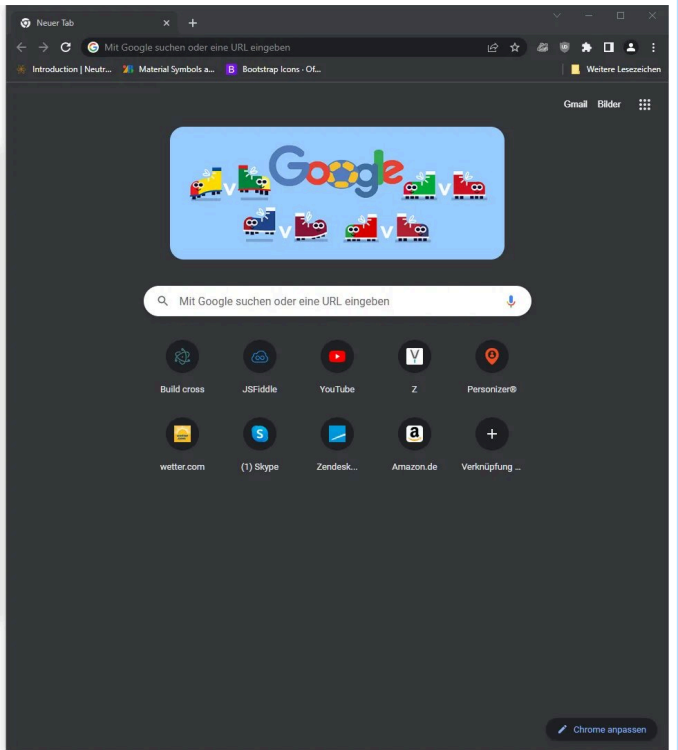 Neuer Tab
Mit Google suchen oder eine URL eingeben
Introduction | Neutr... Material Symbols a... B Bootstrap Icons · Of... Weitere Lesezeichen
Gmail Bilder
Google
V V
V V
Mit Google suchen oder eine URL eingeben
Build cross JSFiddle YouTube Z Personizer®
wetter.com (1) Skype Zendesk... Amazon.de Verknüpfung ...
Chrome anpassen